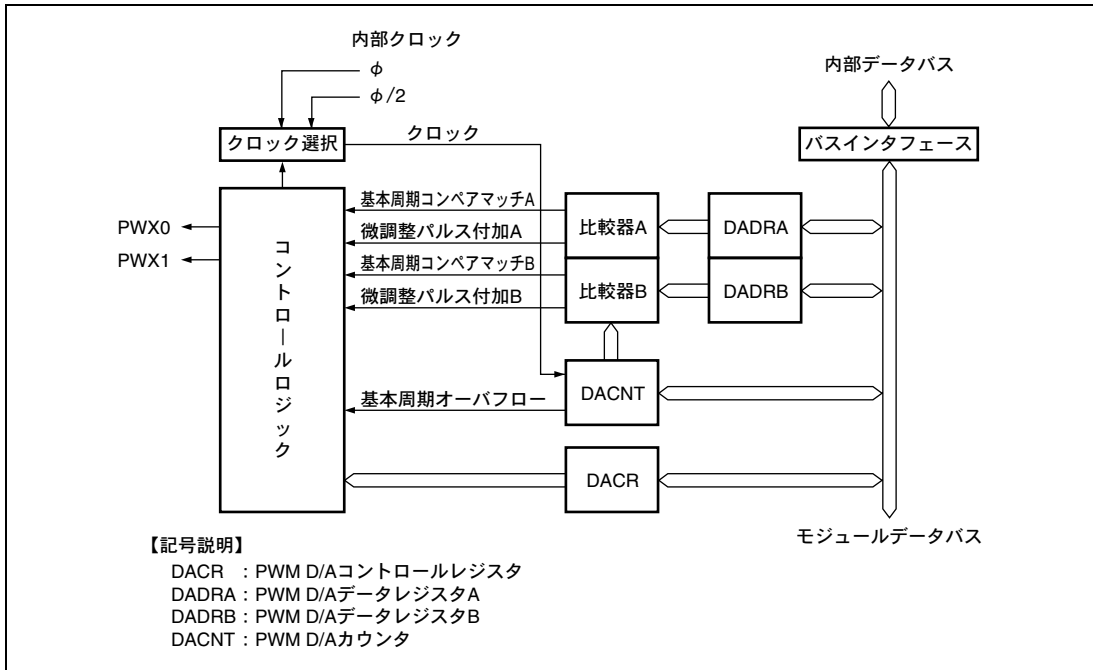 内部クロック
φ
φ/2
内部データバス
クロック選択
クロック
バスインタフェース
基本周期コンペアマッチA
微調整パルス付加A
基本周期コンペアマッチB
微調整パルス付加B
比較器A
DADRA
比較器B
DADRB
PWX0
PWX1
コントロールロジック
DACNT
基本周期オーバフロー
DACR
モジュールデータバス
【記号説明】
DACR : PWM D/Aコントロールレジスタ
DADRA : PWM D/AデータレジスタA
DADRB : PWM D/AデータレジスタB
DACNT : PWM D/Aカウンタ